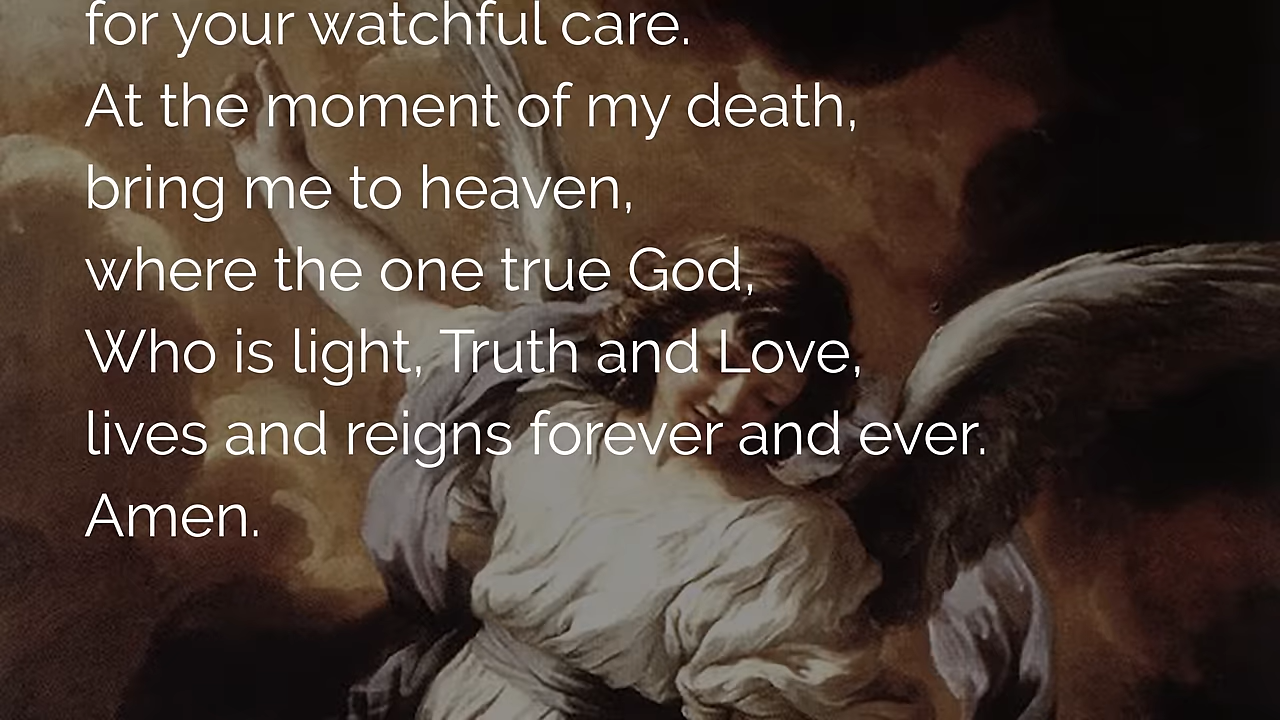 for your watchful care.
At the moment of my death,
bring me to heaven,
where the one true God,
Who is light, Truth and Love,
lives and reigns forever and ever.
Amen.